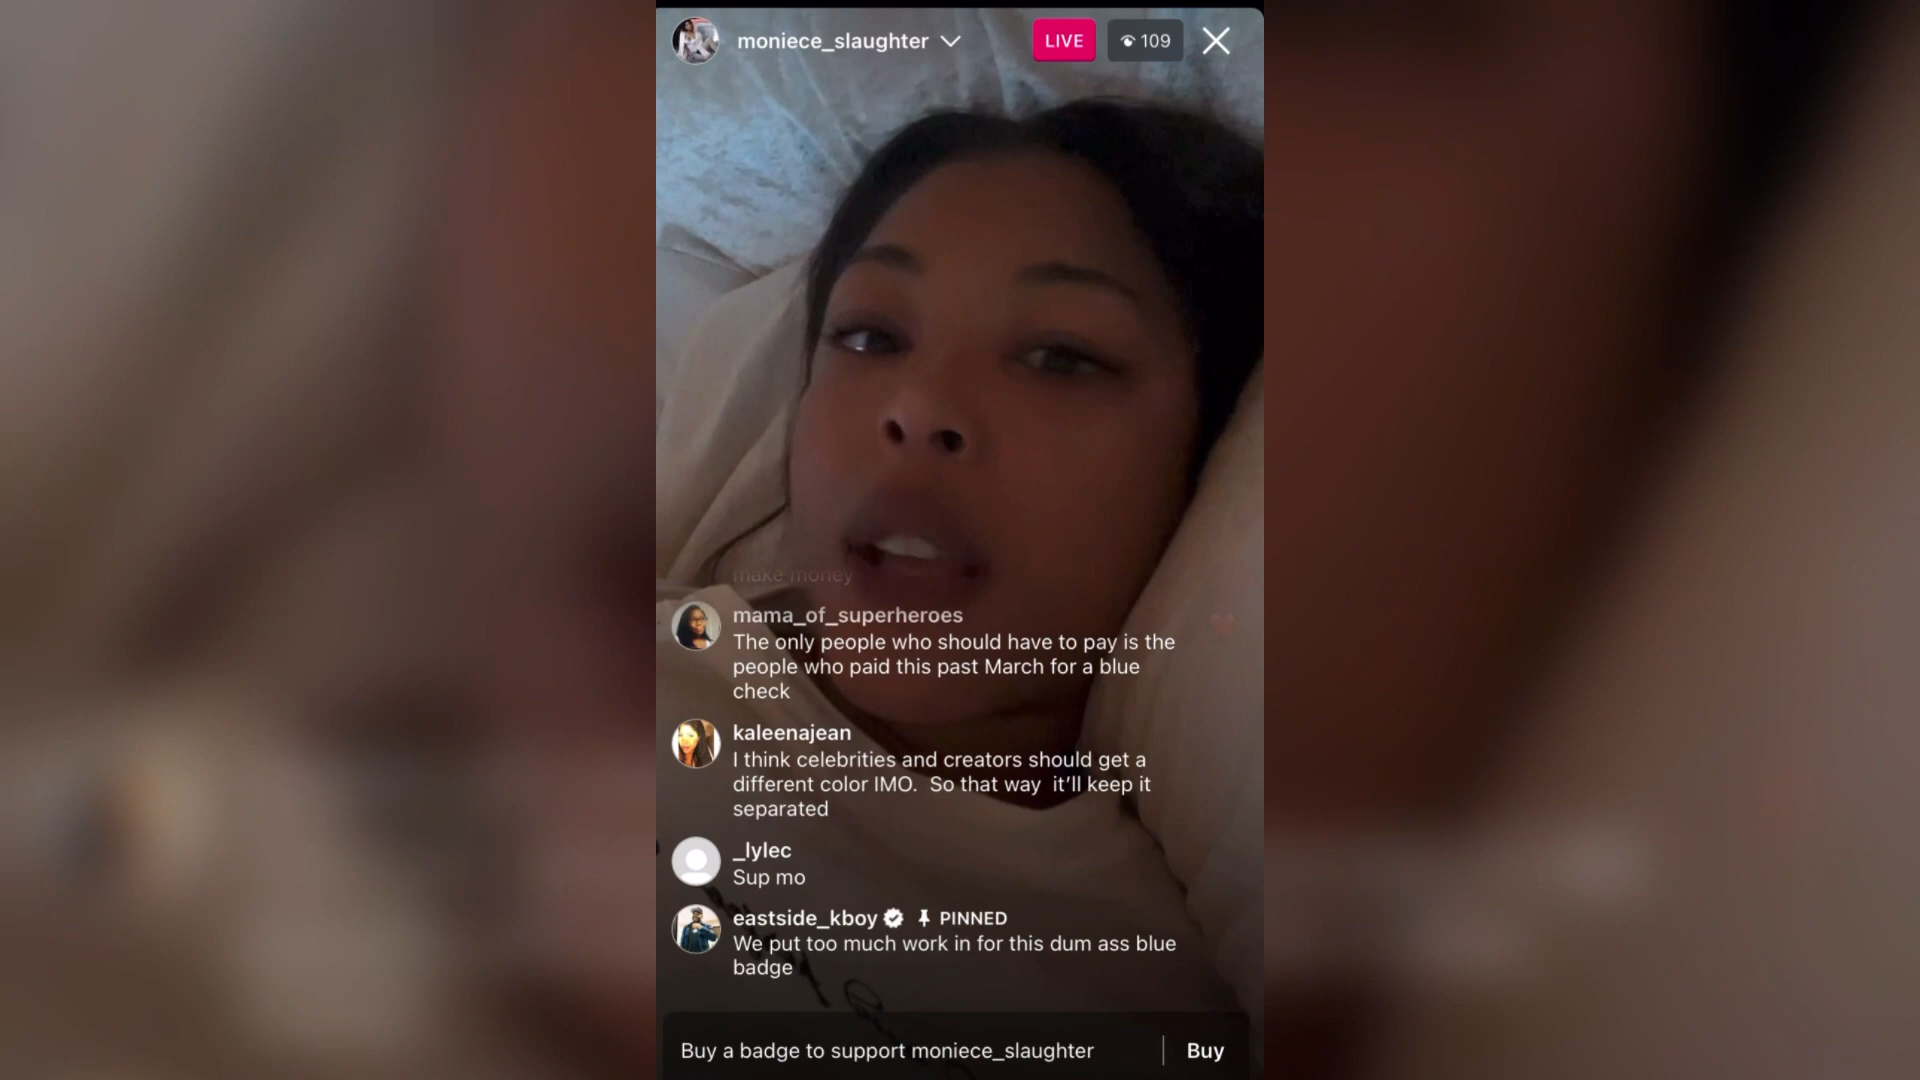 moniece_slaughter
LIVE
109
make money
mama_of_superheroes
The only people who should have to pay is the
people who paid this past March for a blue
check
kaleenajean
I think celebrities and creators should get a
different color IMO.  So that way  it’ll keep it
separated
_lylec
Sup mo
eastside_kboy PINNED
We put too much work in for this dum ass blue
badge
Buy a badge to support moniece_slaughter
Buy